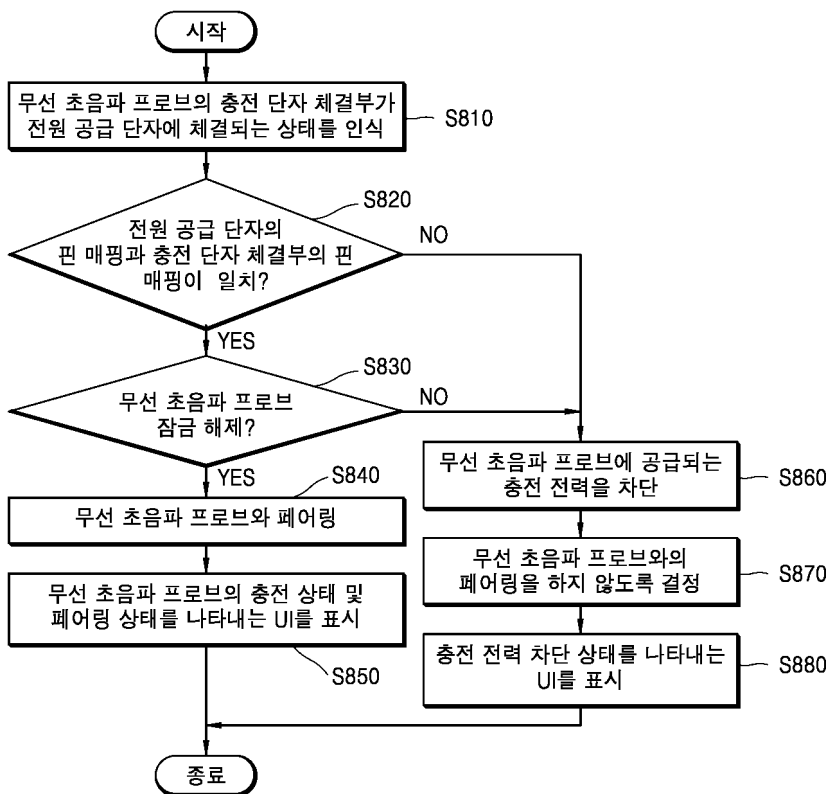 시작
무선 초음파 프로브의 충전 단자 체결부가
전원 공급 단자에 체결되는 상태를 인식
S810
S820
전원 공급 단자의
핀 매핑과 충전 단자 체결부의 핀
매핑이 일치?
NO
YES
S830
무선 초음파 프로브
잠금 해제?
NO
YES
S840
무선 초음파 프로브와 페어링
무선 초음파 프로브의 충전 상태 및
페어링 상태를 나타내는 UI를 표시
S850
무선 초음파 프로브에 공급되는
충전 전력을 차단
S860
무선 초음파 프로브와의
페어링을 하지 않도록 결정
S870
충전 전력 차단 상태를 나타내는
UI를 표시
S880
종료